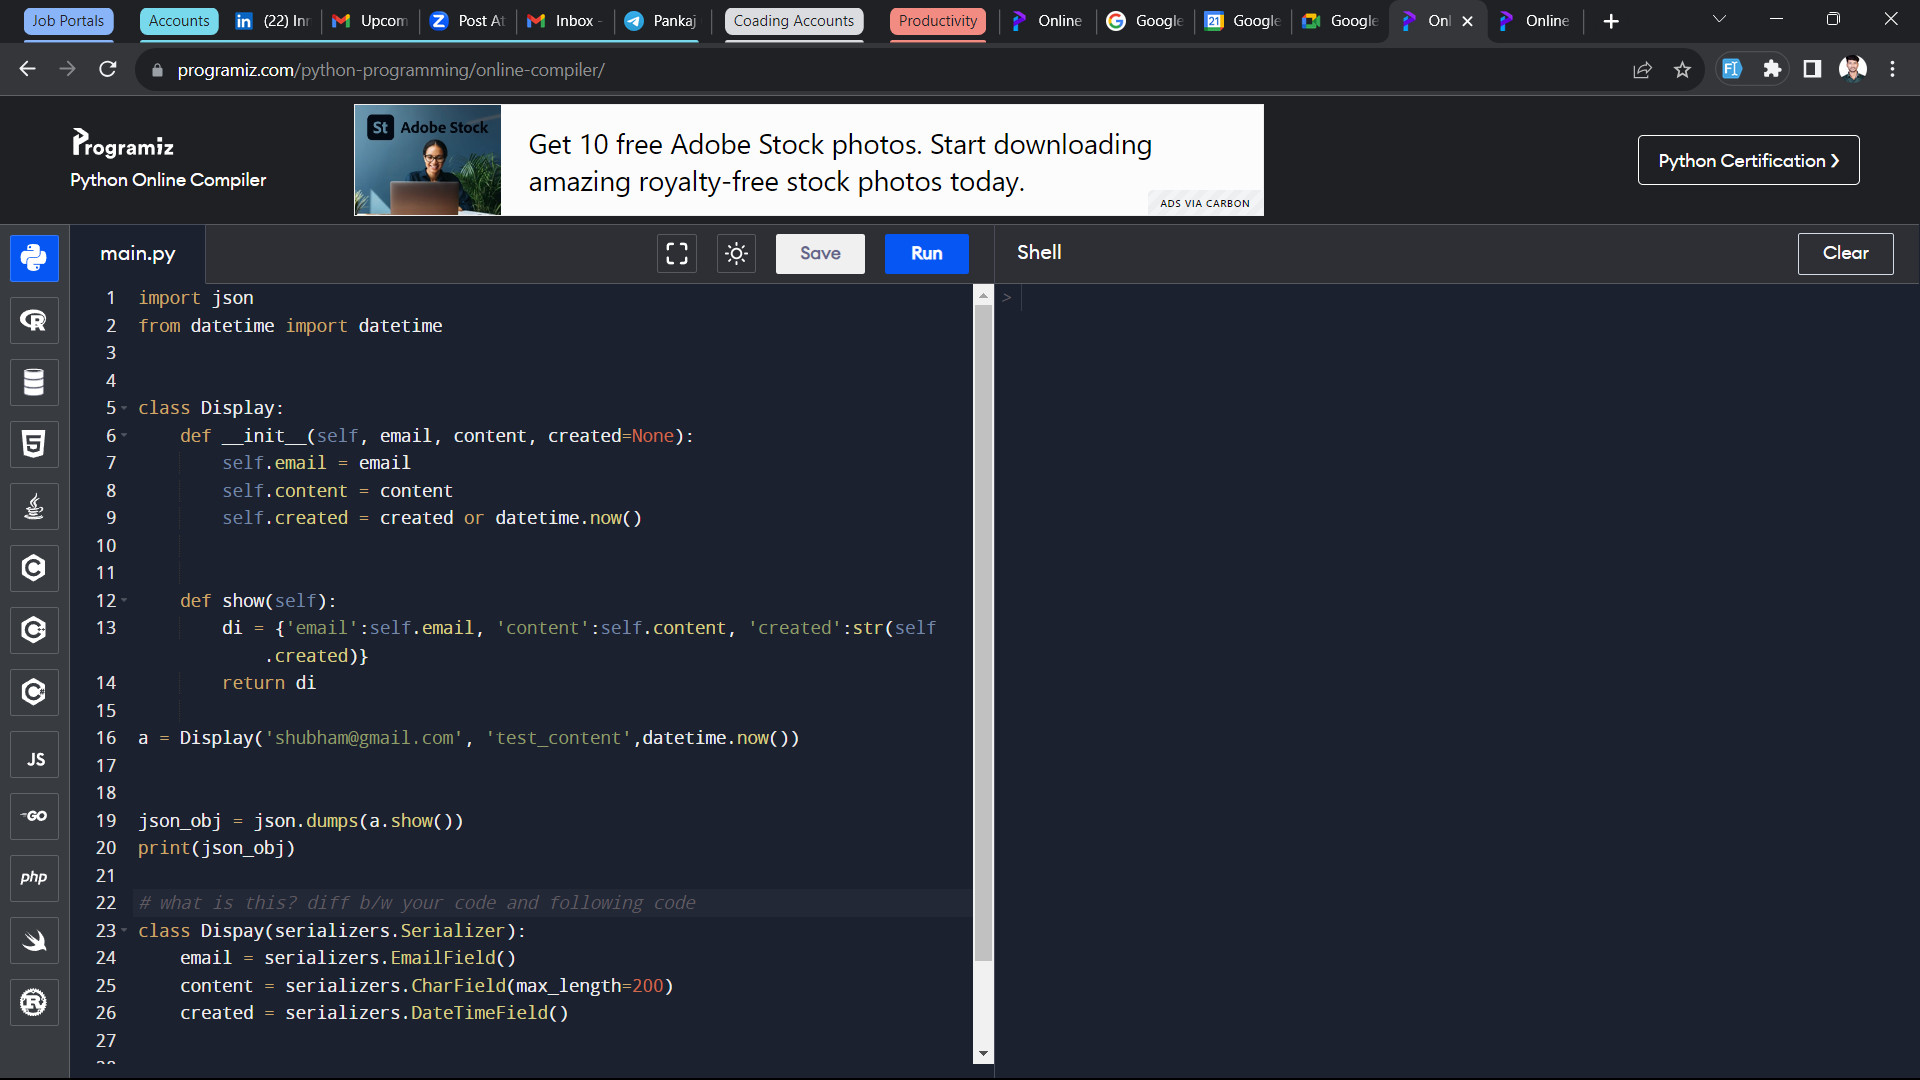 Job Portals
Accounts
(22) In
Upcom
Post At
Inbox -
Pankaj
Coading Accounts
Productivity
Online
Google
Google
Google
Onl
Online
programiz.com/python-programming/online-compiler/
Programiz
Python Online Compiler
St Adobe Stock
Get 10 free Adobe Stock photos. Start downloading
amazing royalty-free stock photos today.
ADS VIA CARBON
Python Certification
main.py
Save
Run
Shell
Clear
1 import json
2 from datetime import datetime
3
4
5 class Display:
6 def __init__(self, email, content, created=None):
7 self.email = email
8 self.content = content
9 self.created = created or datetime.now()
10
11
12 def show(self):
13 di = {'email':self.email, 'content':self.content, 'created':str(self
.created)}
14 return di
15
16 a = Display('shubham@gmail.com', 'test_content',datetime.now())
17
18
19 json_obj = json.dumps(a.show())
20 print(json_obj)
21
22 # what is this? diff b/w your code and following code
23 class Dispay(serializers.Serializer):
24 email = serializers.EmailField()
25 content = serializers.CharField(max_length=200)
26 created = serializers.DateTimeField()
27
>
JS
GO
php